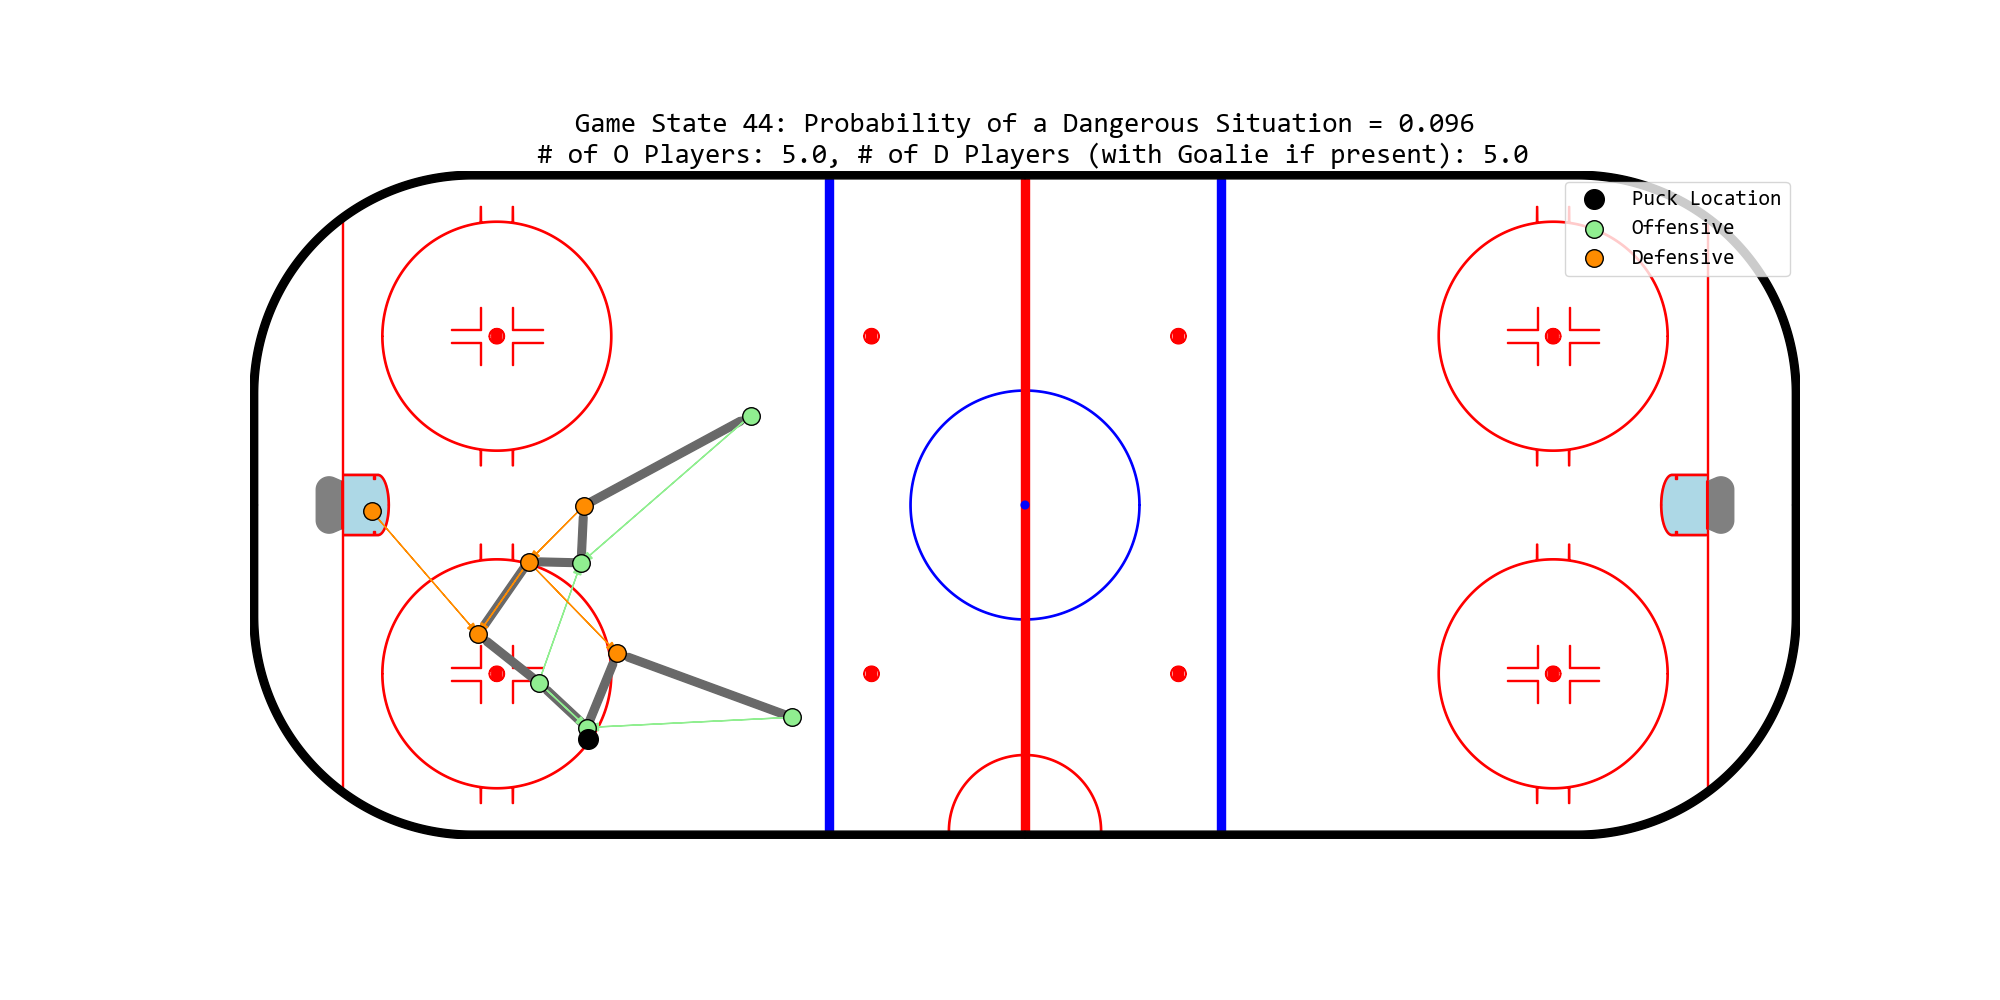 Game State 44: Probability of a Dangerous Situation = 0.096
# of O Players: 5.0, # of D Players (with Goalie if present): 5.0
Puck Location
Offensive
Defensive